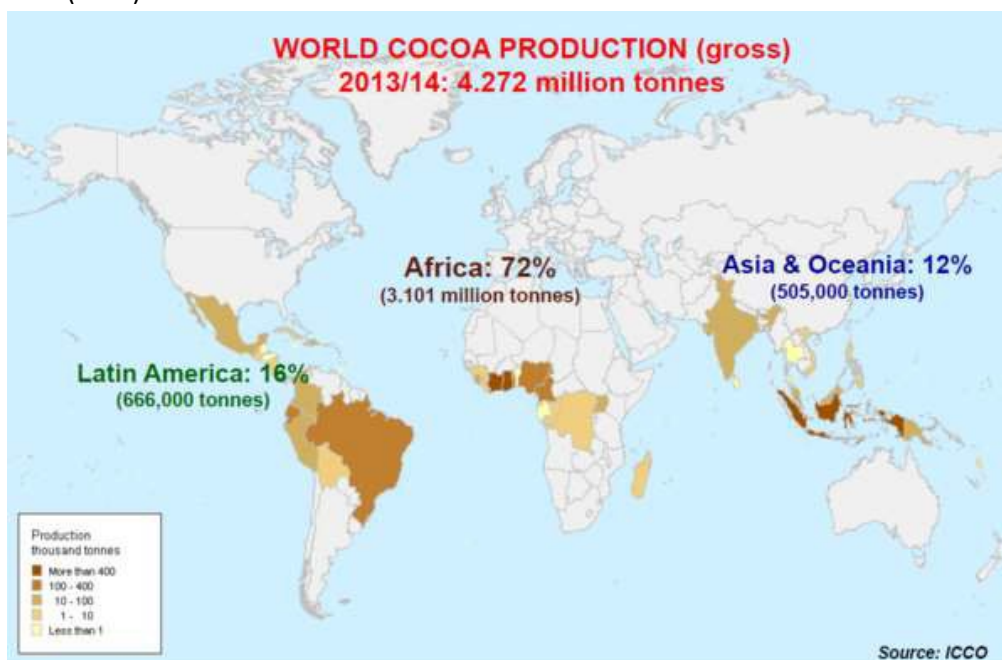 WORLD COCOA PRODUCTION (gross)
2013/14: 4.272 million tonnes
Africa: 72%
(3.101 million tonnes)
Asia & Oceania: 12%
(505,000 tonnes)
Latin America: 16%
(666,000 tonnes)
Production
thousand tonnes
More than 400
100 - 400
10 - 100
1 - 10
Less than 1
Source: ICCO